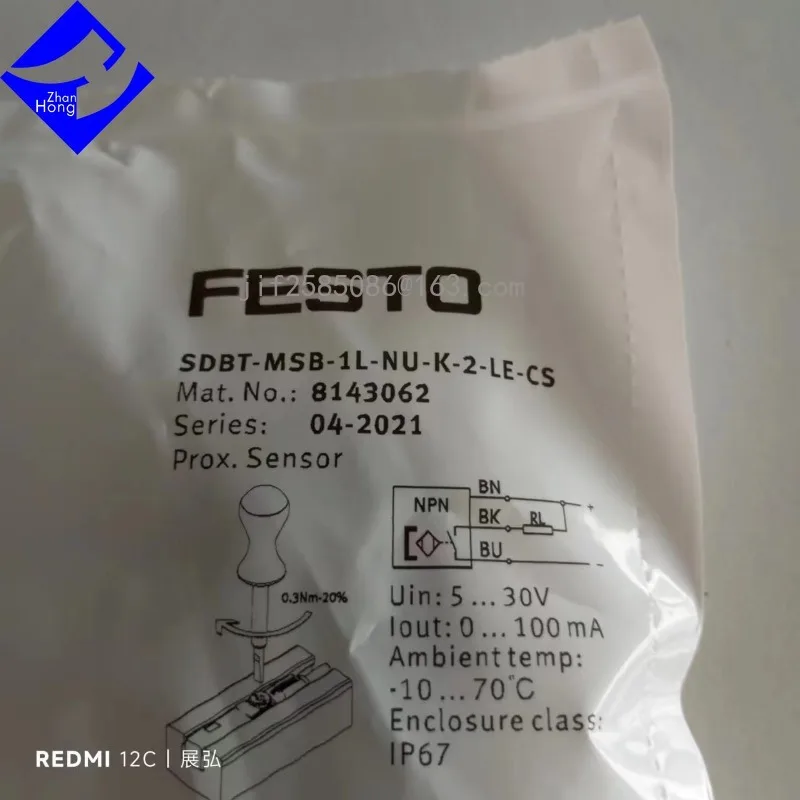 Zhan
Hong
FESTO
jif2585086@163.com
SDBT-MSB-1L-NU-K-2-LE-CS
Mat. No.: 8143062
Series: 04-2021
Prox. Sensor
NPN
BN
+
BK
RL
BU
-
0.3Nm-20%
Uin: 5 ... 30V
Iout: 0 ... 100 mA
Ambient temp:
-10 ... 70°C
Enclosure class:
IP67
REDMI 12C | 展弘